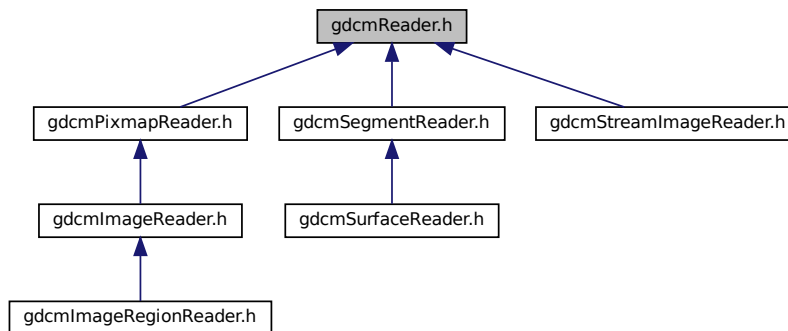 gdcmReader.h
gdcmPixmapReader.h
gdcmSegmentReader.h
gdcmStreamImageReader.h
gdcmImageReader.h
gdcmSurfaceReader.h
gdcmImageRegionReader.h